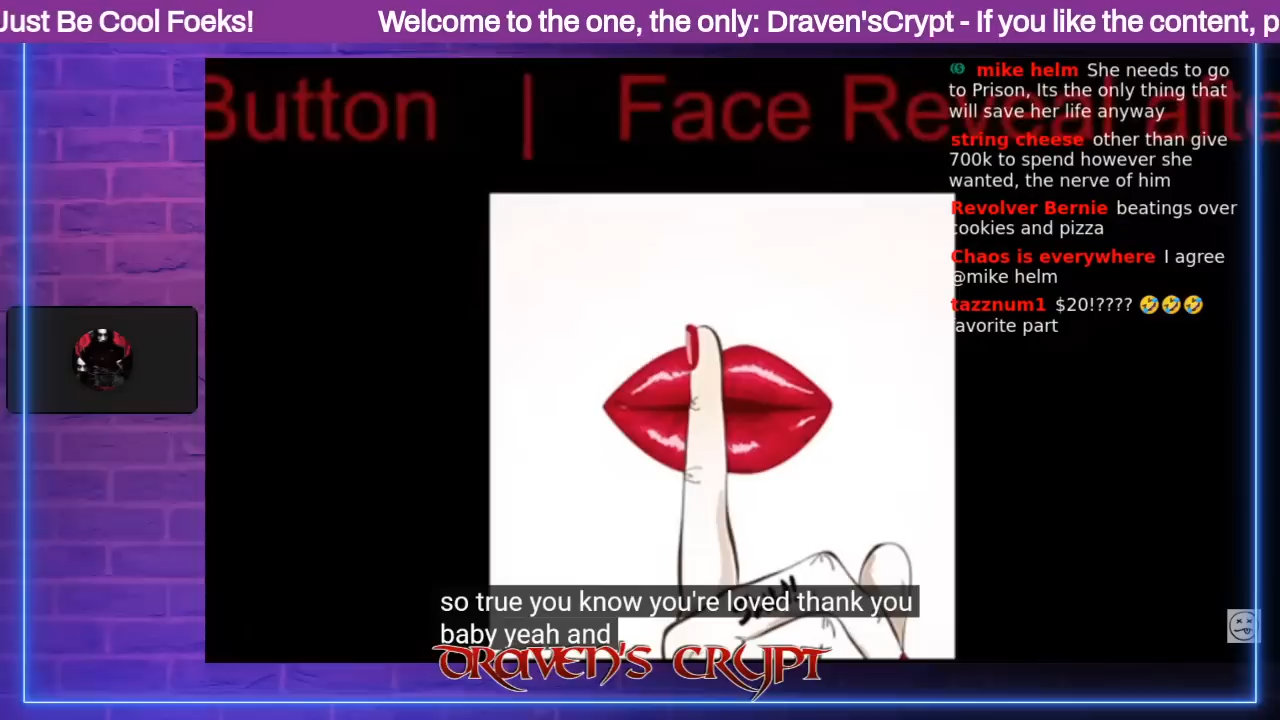 Just Be Cool Foeks! Welcome to the one, the only: Draven'sCrypt - If you like the content, p
Button | Face Re
mike helm She needs to go
to Prison, Its the only thing that
will save her life anyway
string cheese other than give
700k to spend however she
wanted, the nerve of him
Revolver Bernie beatings over
cookies and pizza
Chaos is everywhere I agree
@mike helm
tazznum1 $20!???? 🤣🤣🤣
favorite part
so true you know you're loved thank you
baby yeah and
DRAVEN'S CRYPT